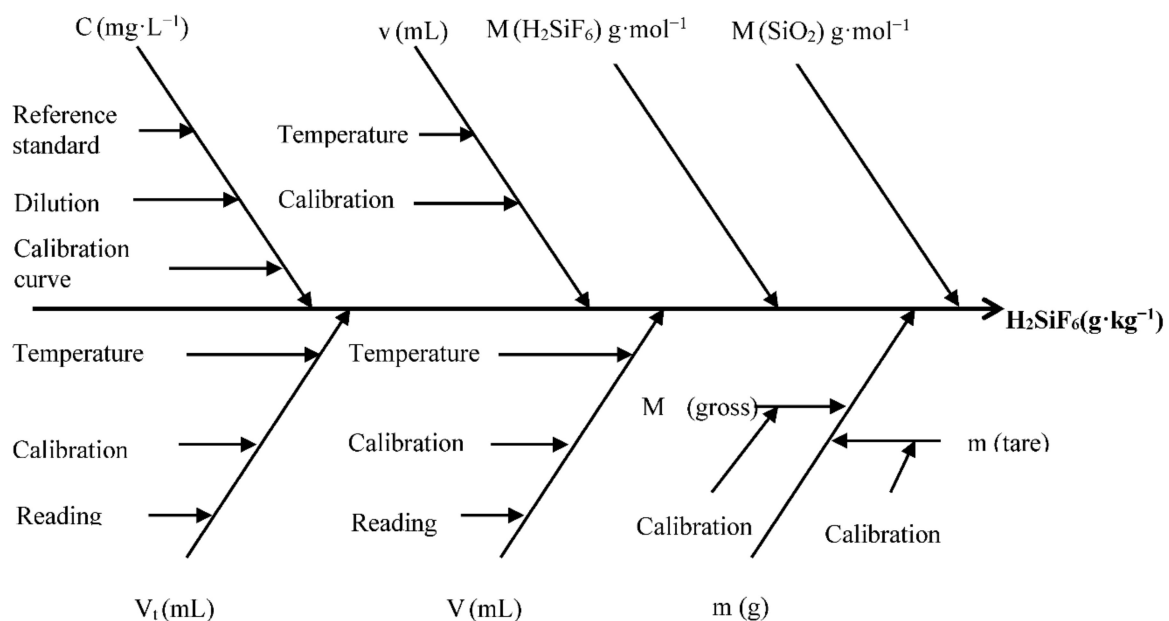 C (mg·L⁻¹)
v (mL)
M (H₂SiF₆) g·mol⁻¹
M (SiO₂) g·mol⁻¹
Reference
standard
Temperature
Dilution
Calibration
Calibration
curve
H₂SiF₆(g·kg⁻¹)
Temperature
Temperature
M (gross)
Calibration
Calibration
m (tare)
Reading
Reading
Calibration
Calibration
Vₜ (mL)
V (mL)
m (g)